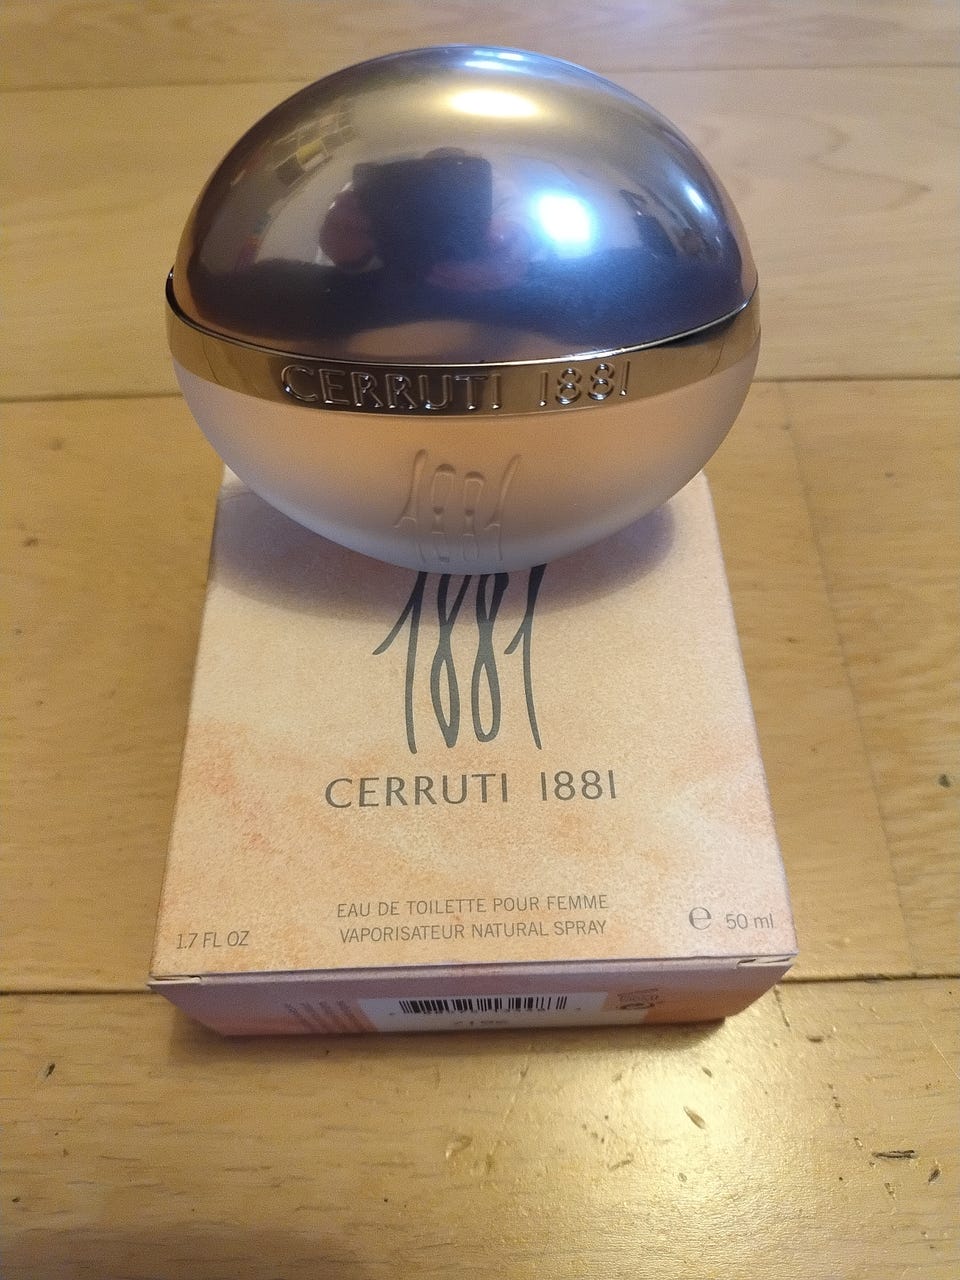 CERRUTI 1881
1881
1881
CERRUTI 1881
EAU DE TOILETTE POUR FEMME
VAPORISATEUR NATURAL SPRAY
1.7 FL OZ
℮ 50 ml